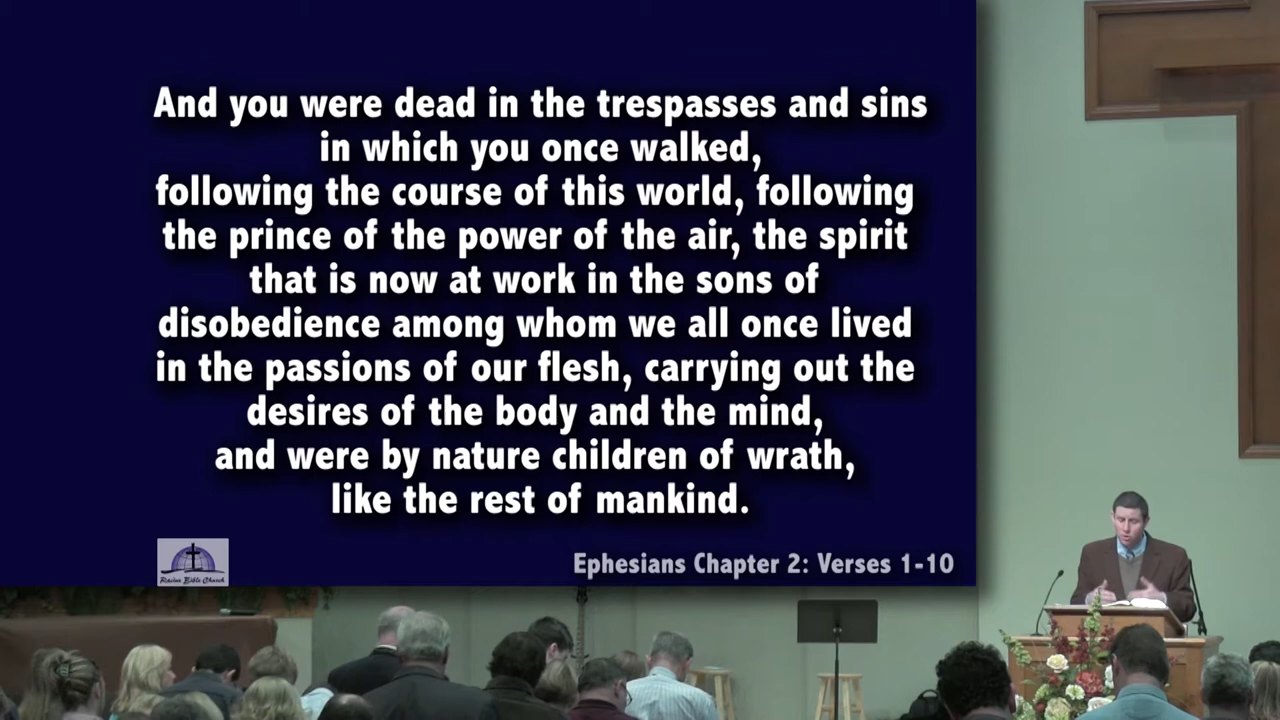 And you were dead in the trespasses and sins
in which you once walked,
following the course of this world, following
the prince of the power of the air, the spirit
that is now at work in the sons of
disobedience among whom we all once lived
in the passions of our flesh, carrying out the
desires of the body and the mind,
and were by nature children of wrath,
like the rest of mankind.
Racine Bible Church
Ephesians Chapter 2: Verses 1-10